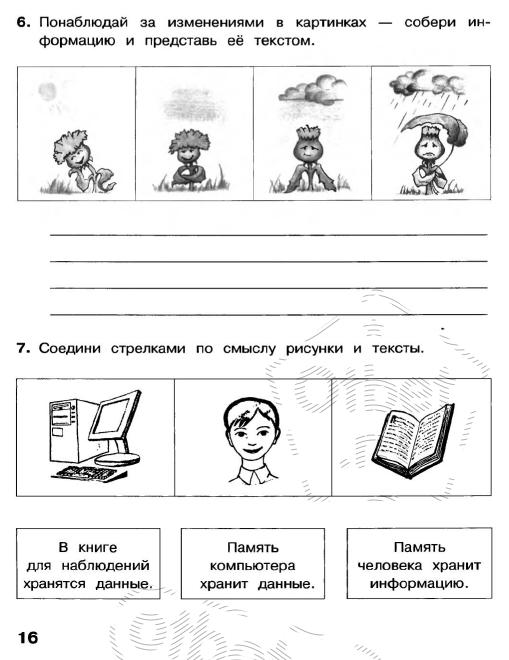 6. Понаблюдай за изменениями в картинках — собери ин-
формацию и представь её текстом.
7. Соедини стрелками по смыслу рисунки и тексты.
В книге
для наблюдений
хранятся данные.
Память
компьютера
хранит данные.
Память
человека хранит
информацию.
16